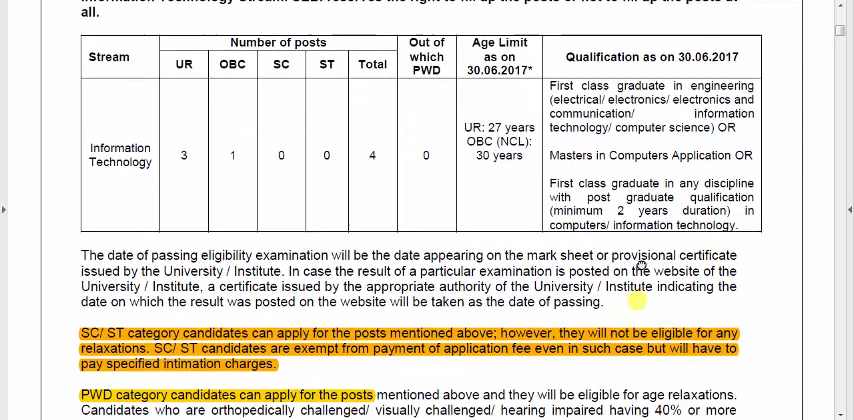 Information Technology Stream. SEBI reserves the right to fill up the posts or not to fill up the posts at
all.
Stream
Number of posts
UR
OBC
SC
ST
Total
Out of
which
PWD
Age Limit
as on
30.06.2017*
Qualification as on 30.06.2017
Information
Technology
3
1
0
0
4
0
UR: 27 years
OBC (NCL):
30 years
First class graduate in engineering
(electrical/ electronics/ electronics and
communication/ information
technology/ computer science) OR
Masters in Computers Application OR
First class graduate in any discipline
with post graduate qualification
(minimum 2 years duration) in
computers/ information technology.
The date of passing eligibility examination will be the date appearing on the mark sheet or provisional certificate
issued by the University / Institute. In case the result of a particular examination is posted on the website of the
University / Institute, a certificate issued by the appropriate authority of the University / Institute indicating the
date on which the result was posted on the website will be taken as the date of passing.
SC/ ST category candidates can apply for the posts mentioned above; however, they will not be eligible for any
relaxations. SC/ ST candidates are exempt from payment of application fee even in such case but will have to
pay specified intimation charges.
PWD category candidates can apply for the posts mentioned above and they will be eligible for age relaxations.
Candidates who are orthopedically challenged/ visually challenged/ hearing impaired having 40% or more